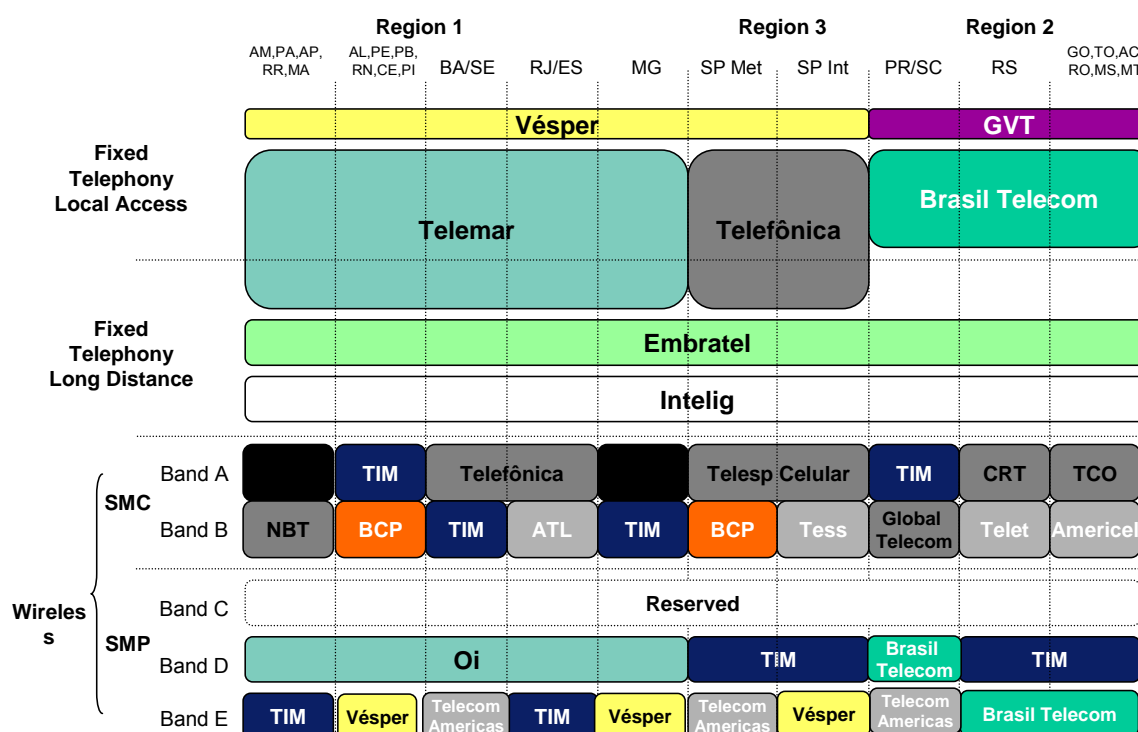 Region 1 Region 3 Region 2
AM,PA,AP, AL,PE,PB, GO,TO,AC
RR,MA RN,CE,PI BA/SE RJ/ES MG SP Met SP Int PR/SC RS RO,MS,MT
Vésper GVT
Fixed
Telephony
Local Access
Brasil Telecom
Telemar Telefônica
Fixed
Telephony
Long Distance
Embratel
Intelig
Band A TIM Telefônica Telesp Celular TIM CRT TCO
SMC
Band B NBT BCP TIM ATL TIM BCP Tess Global Telecom Telet Americel
Wireles
s
Band C Reserved
SMP
Band D Oi TIM Brasil Telecom TIM
Band E TIM Vésper Telecom Americas TIM Vésper Telecom Americas Vésper Telecom Americas Brasil Telecom